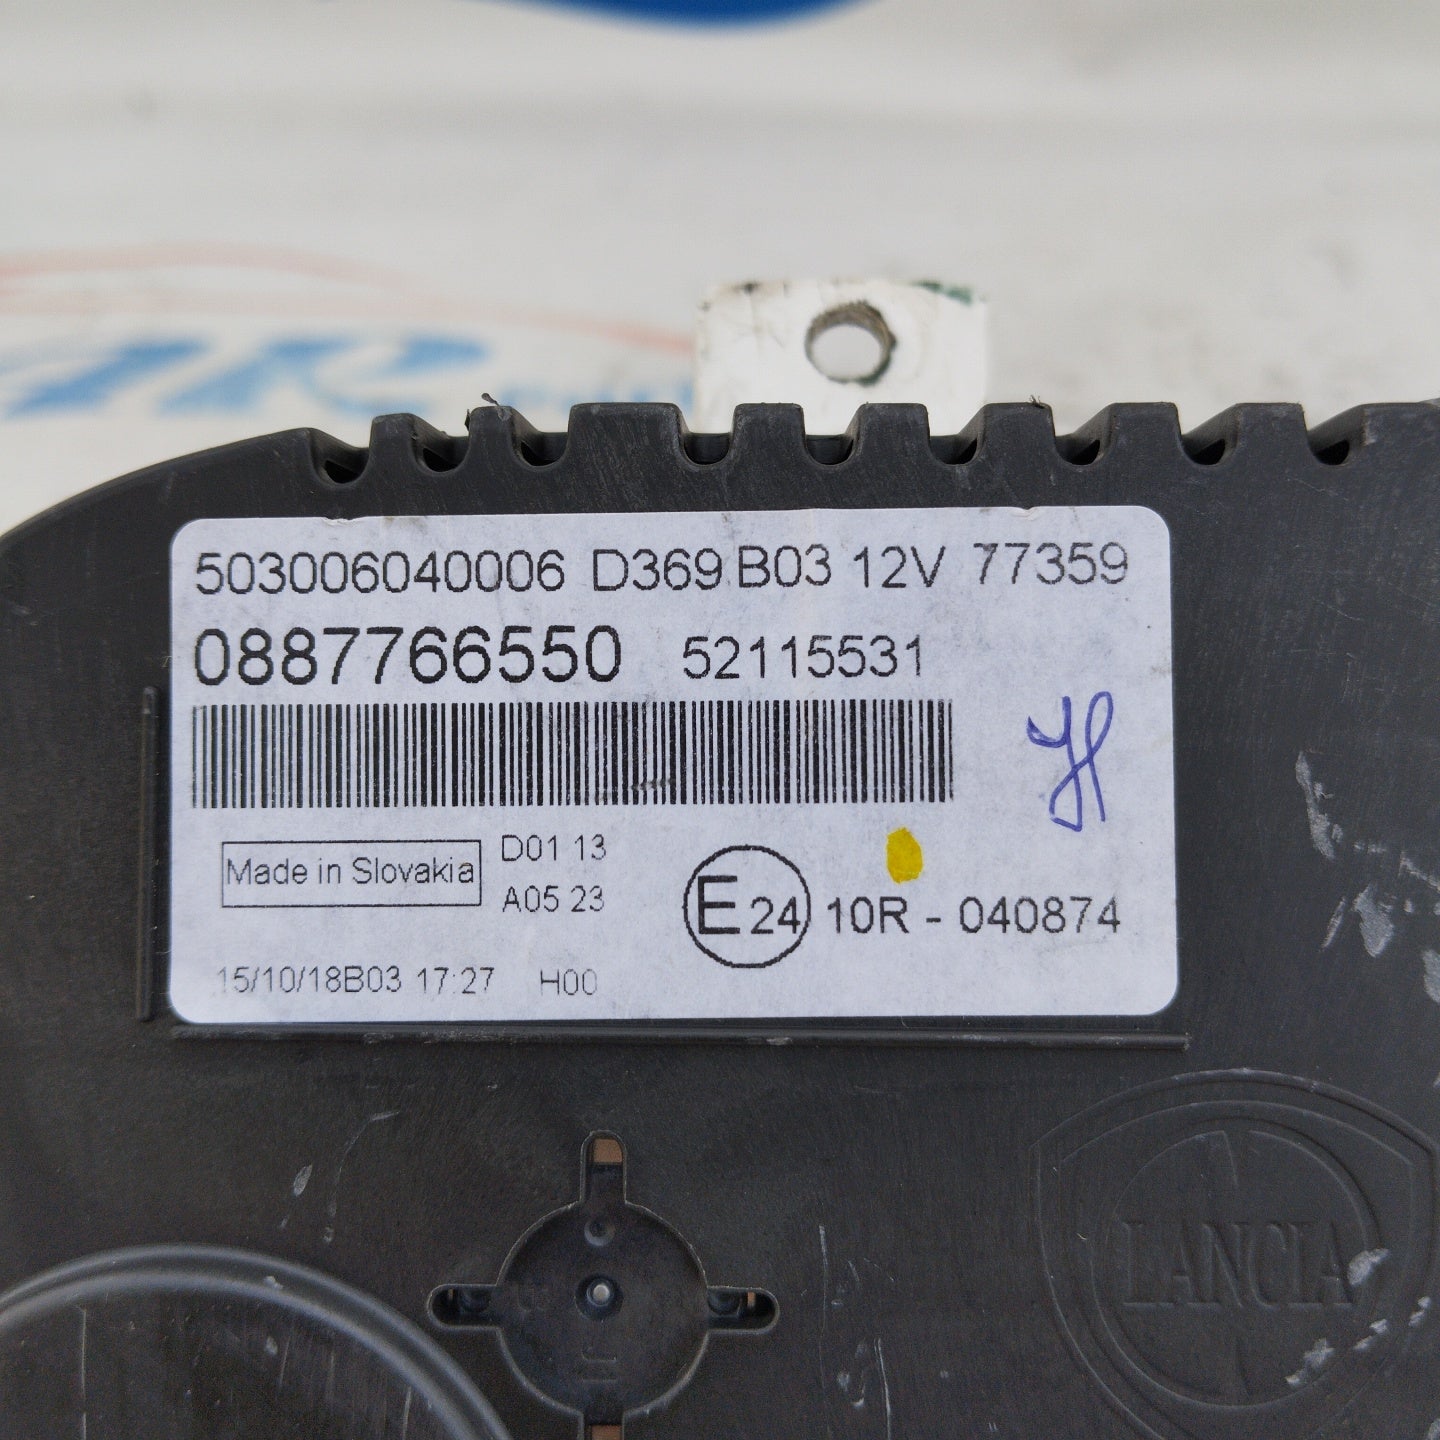 503006040006 D369 B03 12V 77359
0887766550 52115531
Made in Slovakia
D01 13
A05 23
E 24 10R - 040874
15/10/18B03 17:27 H00
LANCIA